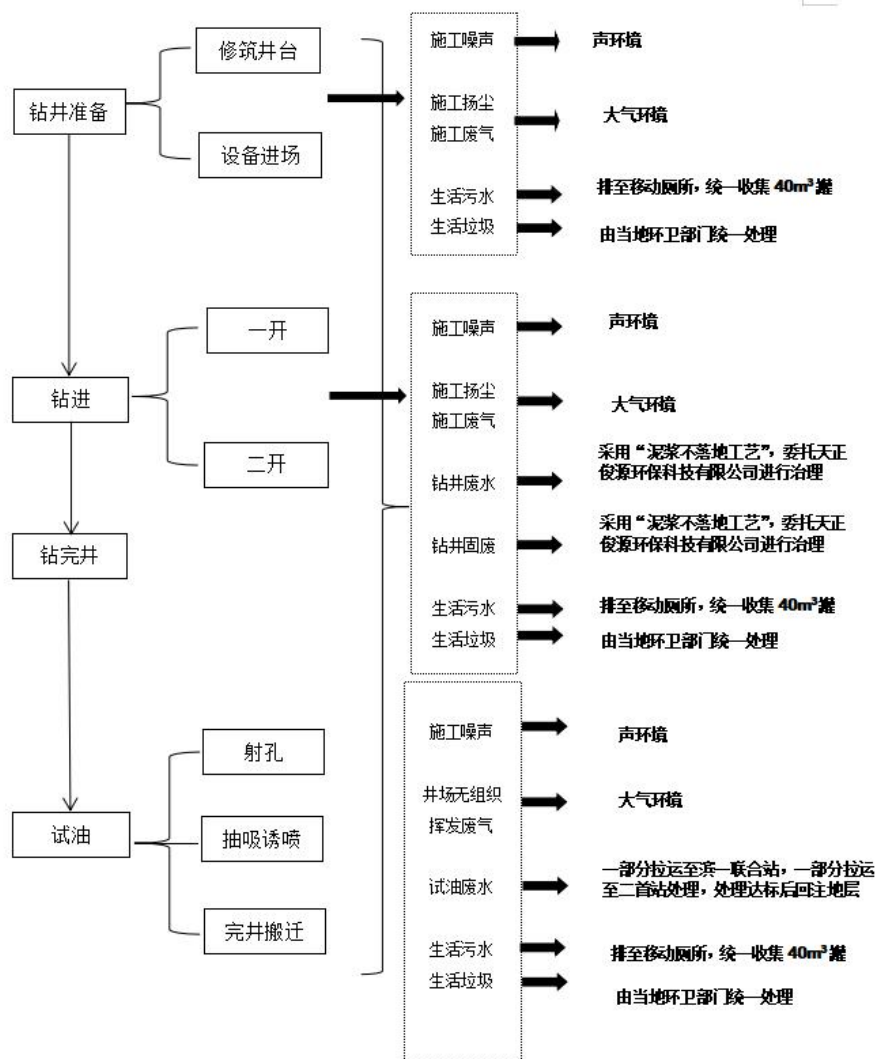 修筑井台
施工噪声
声环境
钻井准备
施工扬尘
施工废气
大气环境
设备进场
生活污水
排至移动厕所，统一收集 40m³罐
生活垃圾
由当地环卫部门统一处理
一开
施工噪声
声环境
钻进
施工扬尘
施工废气
大气环境
二开
钻井废水
采用“泥浆不落地工艺”，委托天正
俊源环保科技有限公司进行治理
钻完井
钻井固废
采用“泥浆不落地工艺”，委托天正
俊源环保科技有限公司进行治理
生活污水
排至移动厕所，统一收集 40m³罐
生活垃圾
由当地环卫部门统一处理
射孔
施工噪声
声环境
试油
抽吸诱喷
井场无组织
挥发废气
大气环境
试油废水
一部分拉运至滨一联合站，一部分拉运
至二首站处理，处理达标后回注地层
完井搬迁
生活污水
排至移动厕所，统一收集 40m³罐
生活垃圾
由当地环卫部门统一处理